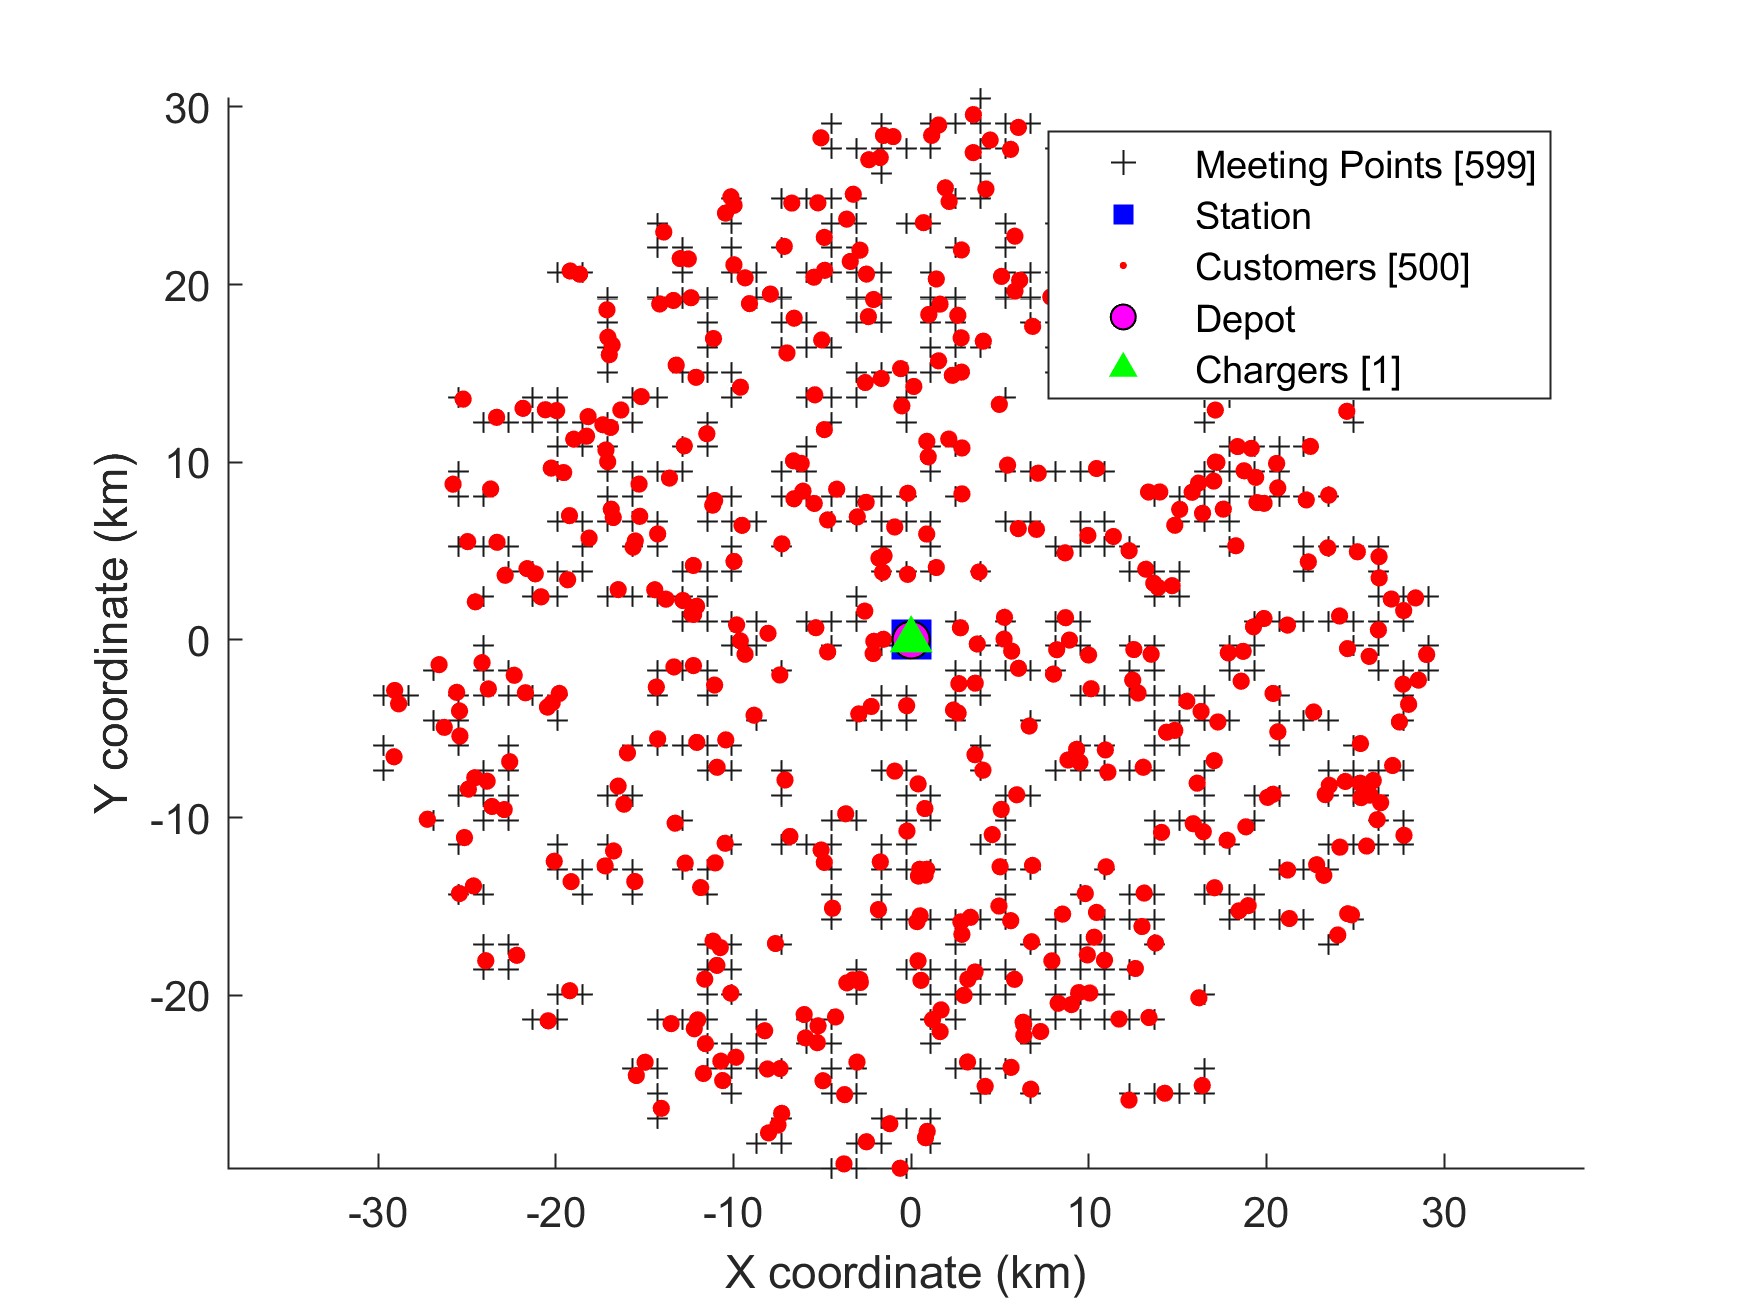 30
20
10
0
-10
-20
Y coordinate (km)
Meeting Points [599]
Station
Customers [500]
Depot
Chargers [1]
-30 -20 -10 0 10 20 30
X coordinate (km)